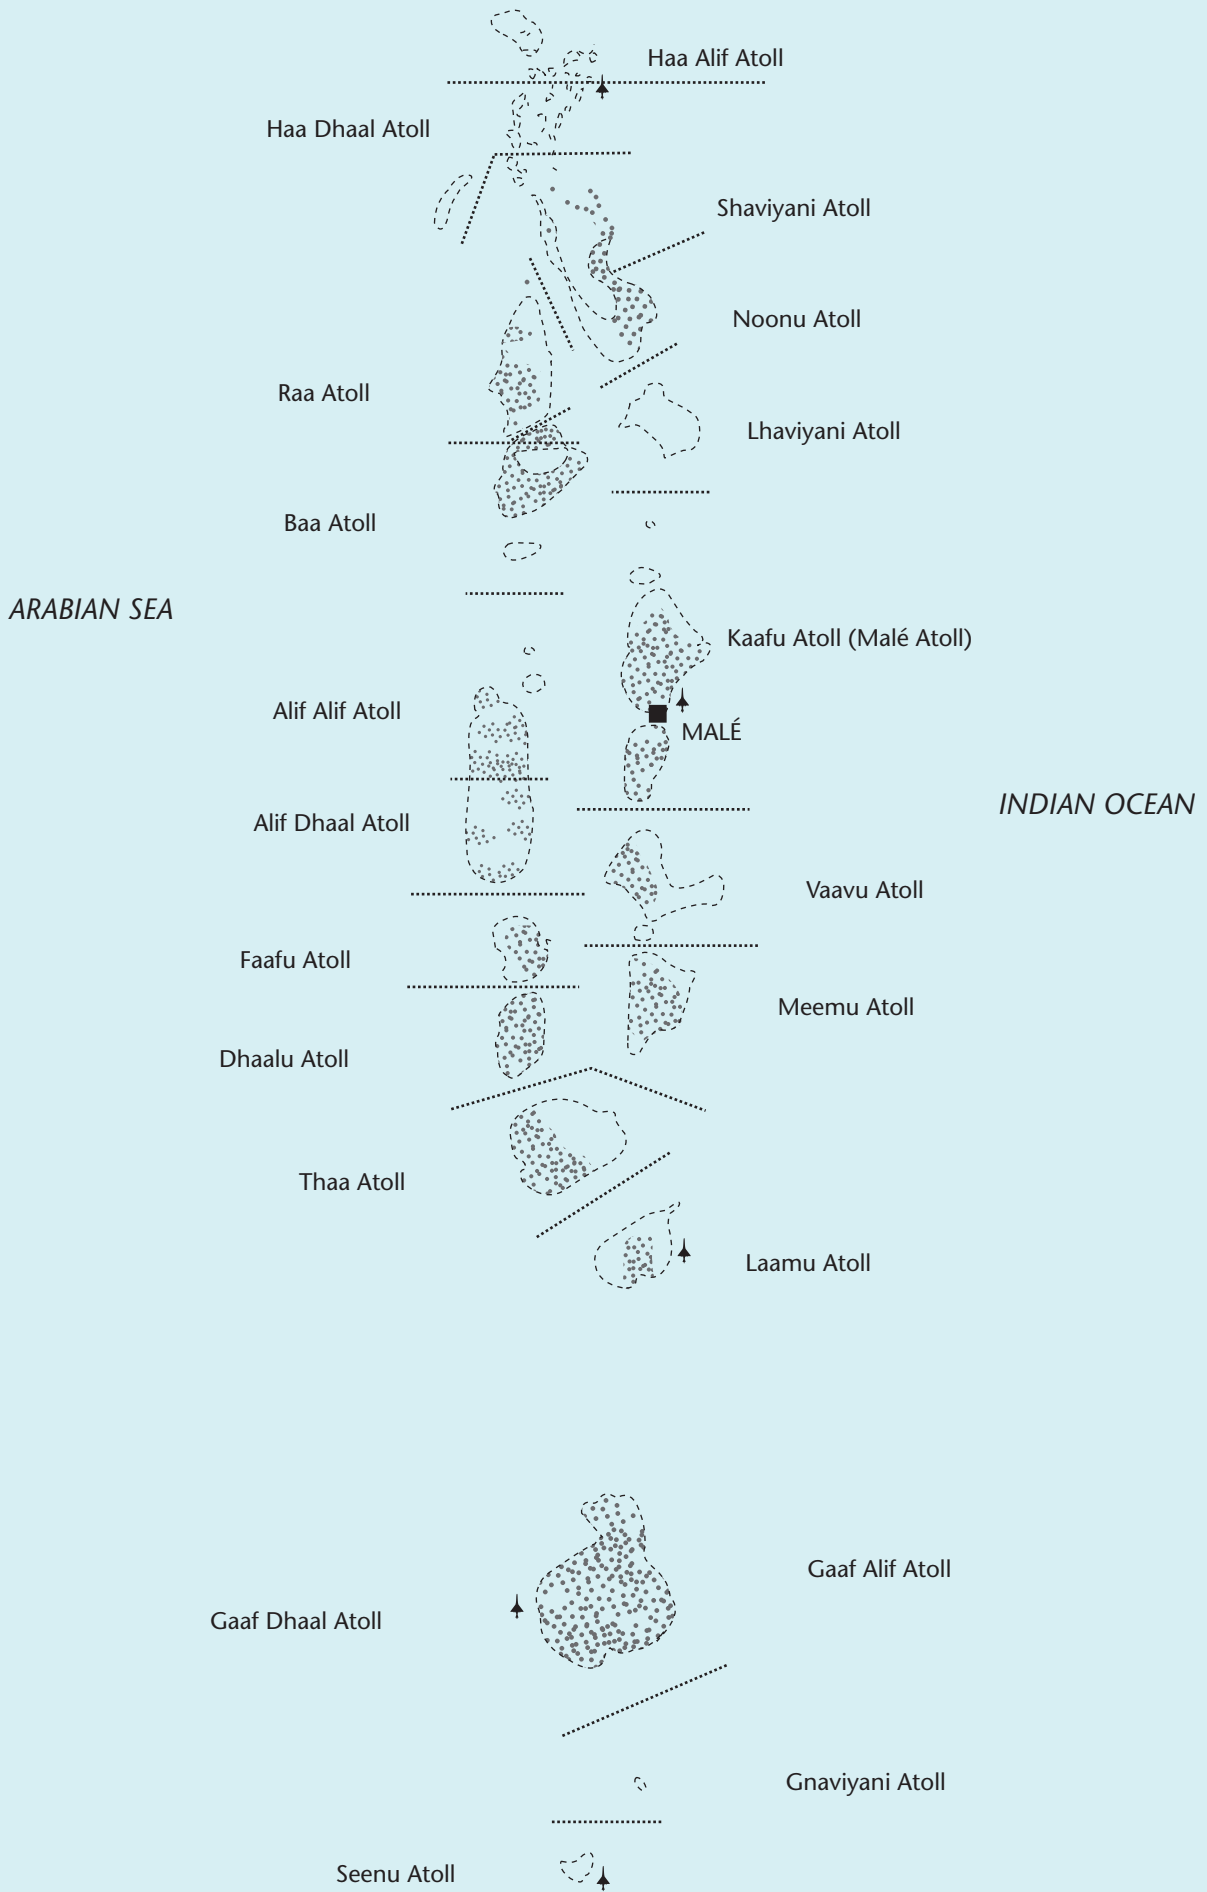 Haa Alif Atoll
Haa Dhaal Atoll
Shaviyani Atoll
Noonu Atoll
Raa Atoll
Lhaviyani Atoll
Baa Atoll
ARABIAN SEA
Kaafu Atoll (Malé Atoll)
Alif Alif Atoll
MALÉ
INDIAN OCEAN
Alif Dhaal Atoll
Vaavu Atoll
Faafu Atoll
Meemu Atoll
Dhaalu Atoll
Thaa Atoll
Laamu Atoll
Gaaf Alif Atoll
Gaaf Dhaal Atoll
Gnaviyani Atoll
Seenu Atoll